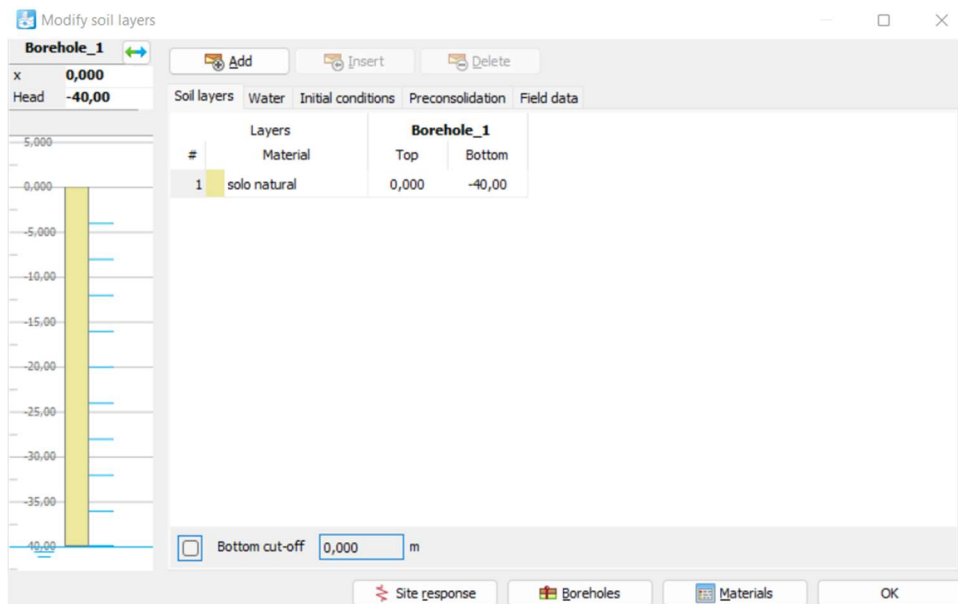 Modify soil layers
Borehole_1
x 0,000
Head -40,00
Add Insert Delete
Soil layers Water Initial conditions Preconsolidation Field data
Layers Borehole_1
# Material Top Bottom
1 solo natural 0,000 -40,00
5,000
0,000
-5,000
-10,00
-15,00
-20,00
-25,00
-30,00
-35,00
-40,00
Bottom cut-off 0,000 m
Site response Boreholes Materials OK